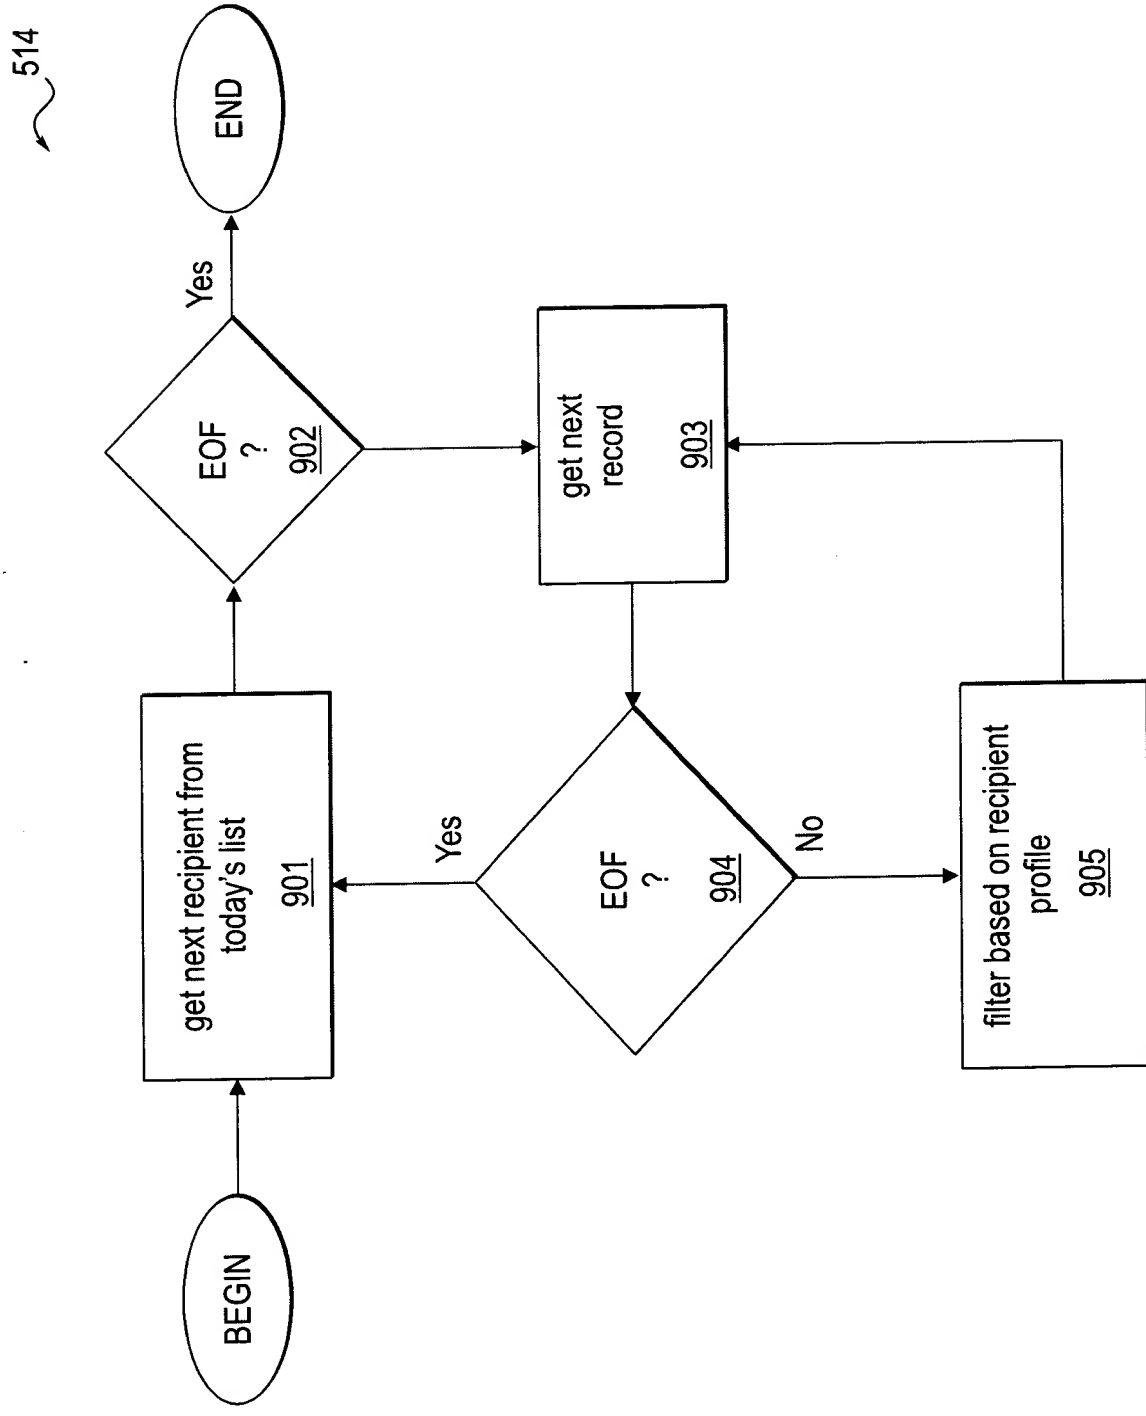 514
BEGIN
get next recipient from
today's list
901
EOF
?
902
Yes
END
get next
record
903
Yes
EOF
?
904
No
filter based on recipient
profile
905